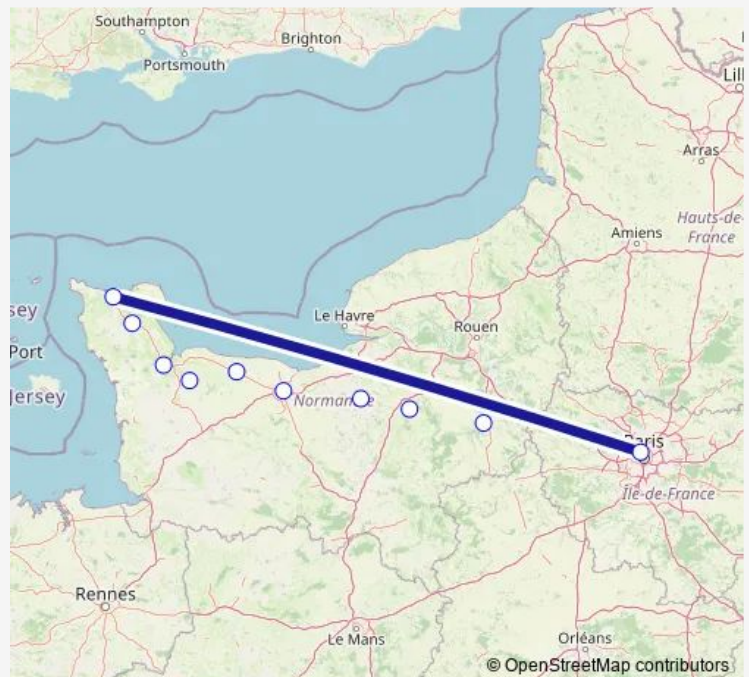 Southampton
Brighton
Portsmouth
Lill
Arras
Hauts-de-
France
Amiens
Le Havre
Rouen
sey
Port
Jersey
Paris
Île-de-France
Rennes
Le Mans
Orléans
© OpenStreetMap contributors